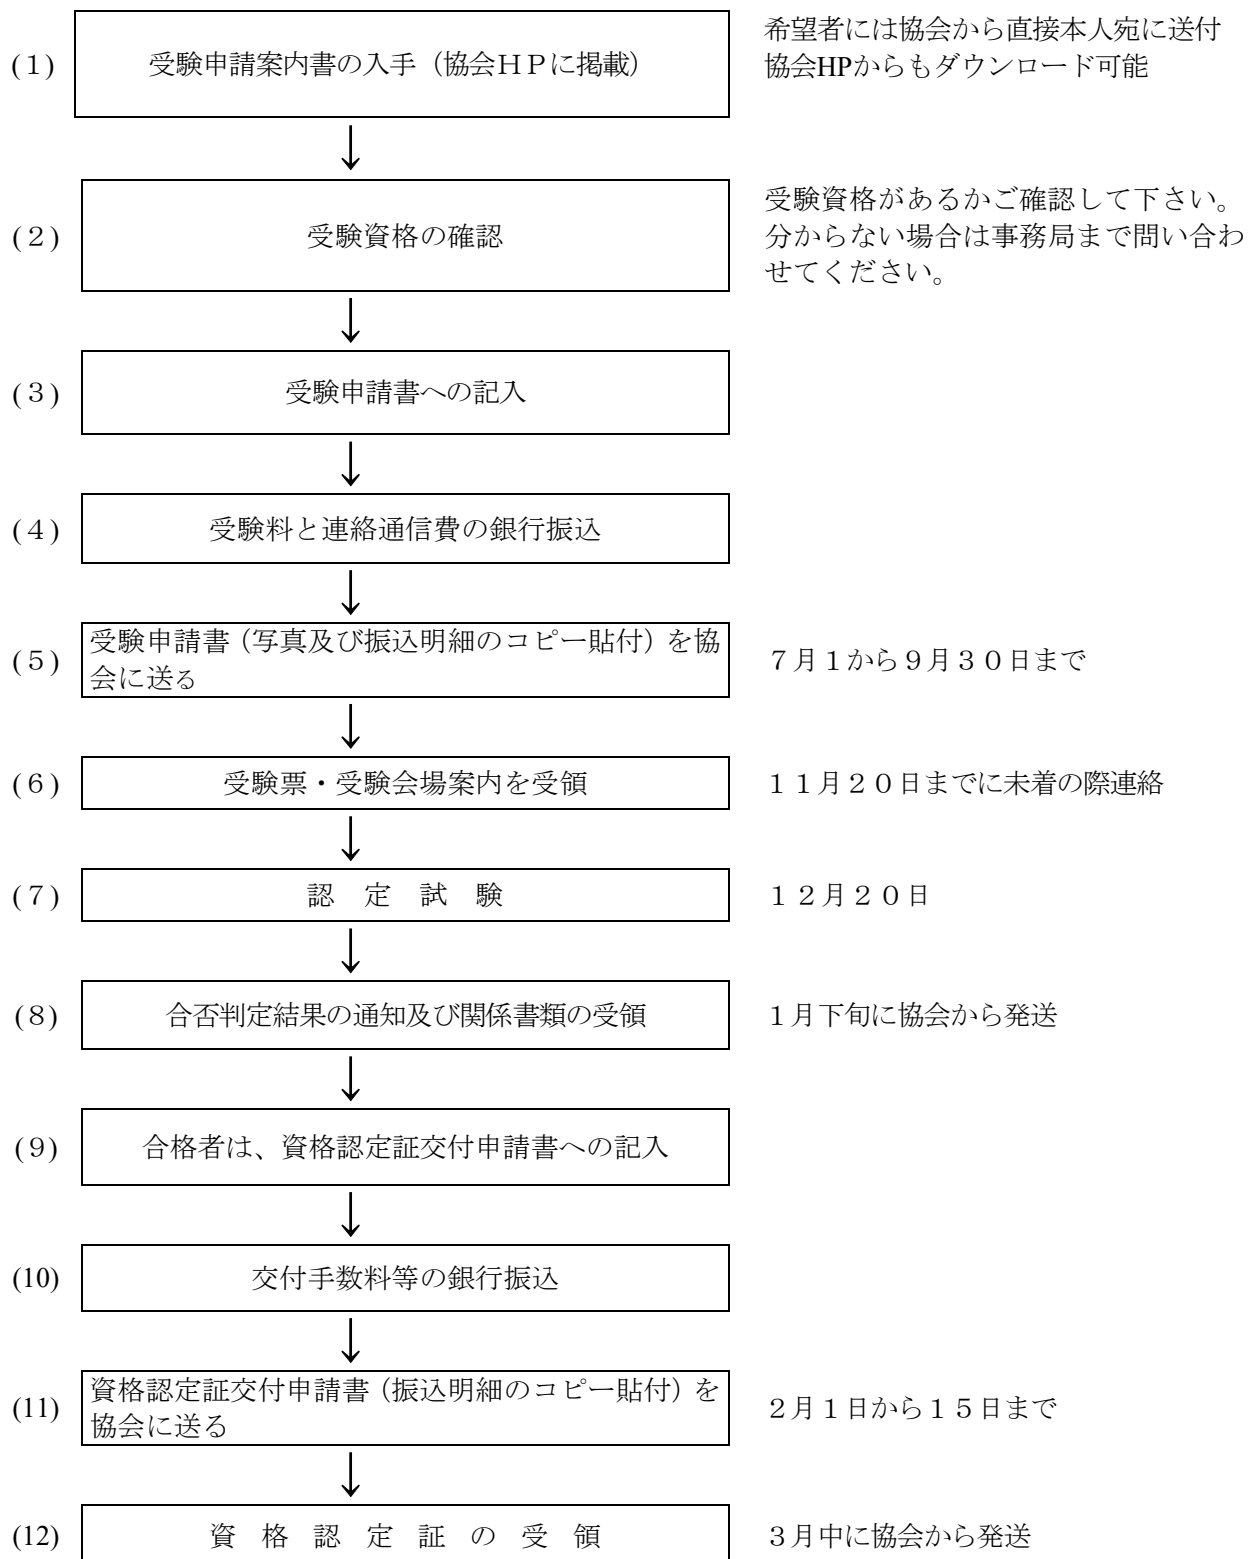 (１) 受験申請案内書の入手（協会ＨＰに掲載）
希望者には協会から直接本人宛に送付
協会HPからもダウンロード可能
(２) 受験資格の確認
受験資格があるかご確認して下さい。
分からない場合は事務局まで問い合わ
せてください。
(３) 受験申請書への記入
(４) 受験料と連絡通信費の銀行振込
(５) 受験申請書（写真及び振込明細のコピー貼付）を協
会に送る
７月１から９月３０日まで
(６) 受験票・受験会場案内を受領 １１月２０日までに未着の際連絡
(７) 認　定　試　験 １２月２０日
(８) 合否判定結果の通知及び関係書類の受領 １月下旬に協会から発送
(９) 合格者は、資格認定証交付申請書への記入
(10) 交付手数料等の銀行振込
(11) 資格認定証交付申請書（振込明細のコピー貼付）を
協会に送る
２月１日から１５日まで
(12) 資　格　認　定　証　の　受　領 ３月中に協会から発送